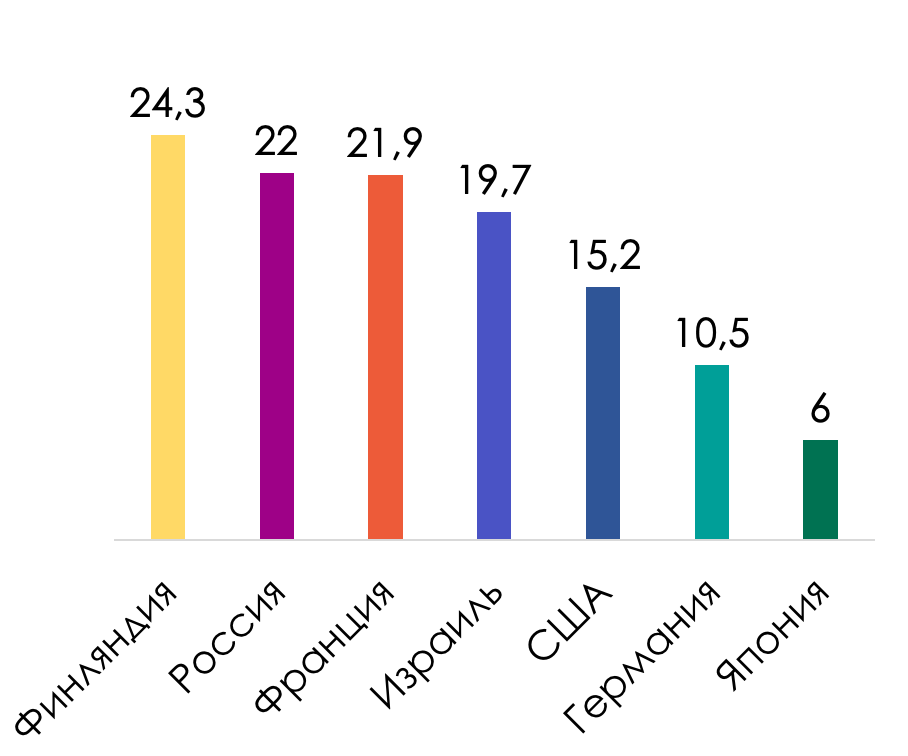 24,3
22
21,9
19,7
15,2
10,5
6
Финляндия
Россия
Франция
Израиль
США
Германия
Япония